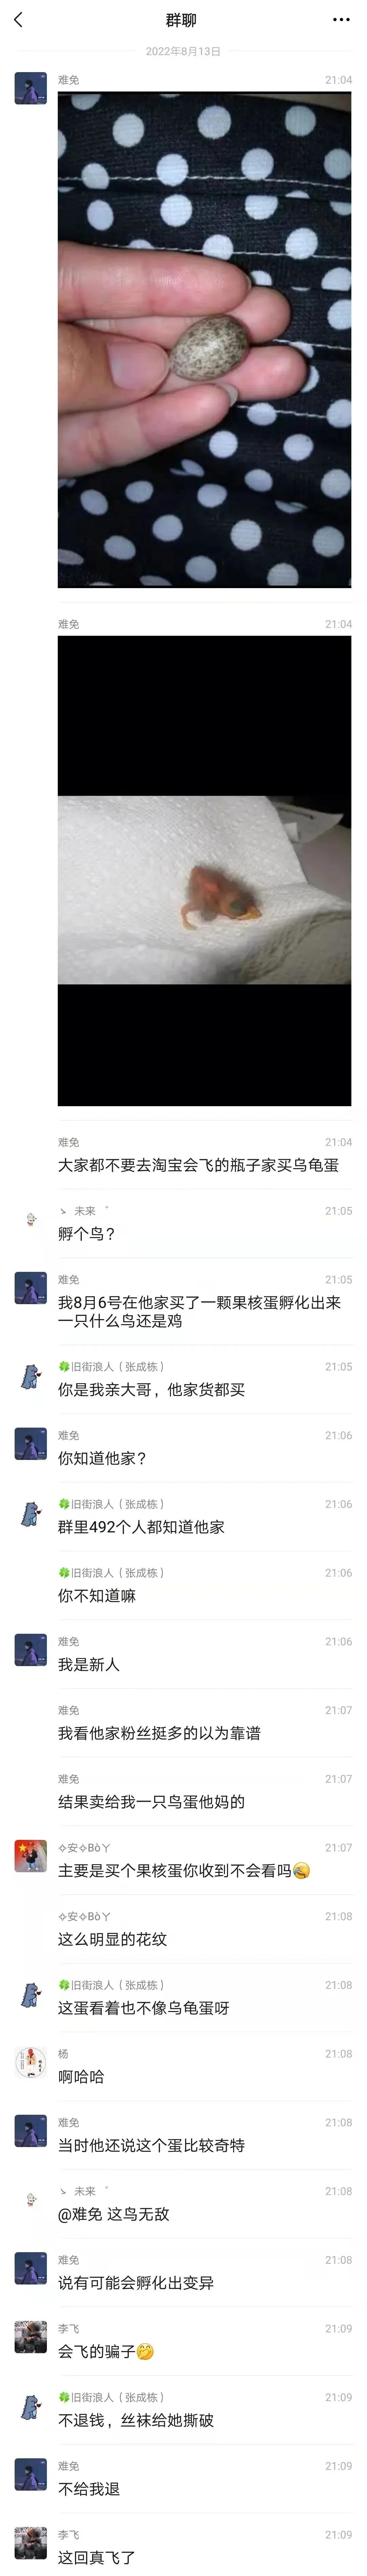 群聊
2022年8月13日
难免 21:04
难免 21:04
难免 21:04
大家都不要去淘宝会飞的瓶子家买乌龟蛋
未来 21:05
孵个鸟?
难免 21:05
我8月6号在他家买了一颗果核蛋孵化出来
一只什么鸟还是鸡
🍀旧街浪人(张成栋) 21:05
你是我亲大哥,他家货都买
难免 21:06
你知道他家?
🍀旧街浪人(张成栋) 21:06
群里492个人都知道他家
🍀旧街浪人(张成栋) 21:06
你不知道嘛
难免 21:06
我是新人
难免 21:07
我看他家粉丝挺多的以为靠谱
难免 21:07
结果卖给我一只鸟蛋他妈的
✧安✧Bò丫 21:07
主要是买个果核蛋你收到不会看吗
✧安✧Bò丫 21:08
这么明显的花纹
🍀旧街浪人(张成栋) 21:08
这蛋看着也不像乌龟蛋呀
杨 21:08
啊哈哈
难免 21:08
当时他还说这个蛋比较奇特
未来 21:08
@难免 这鸟无敌
难免 21:08
说有可能会孵化出变异
李飞 21:09
会飞的骗子🤭
🍀旧街浪人(张成栋) 21:09
不退钱,丝袜给她撕破
难免 21:09
不给我退
李飞 21:09
这回真飞了